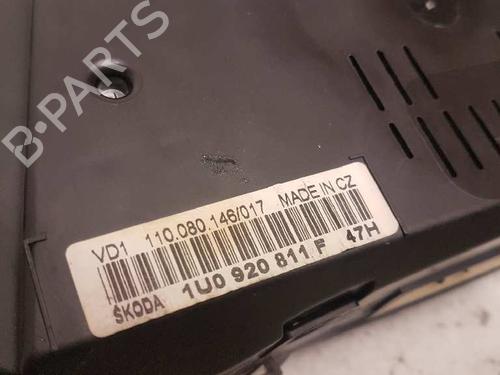 B-PARTS
VD1 110.080.146/017 MADE IN CZ
ŠKODA 1U0 920 811 F 47H